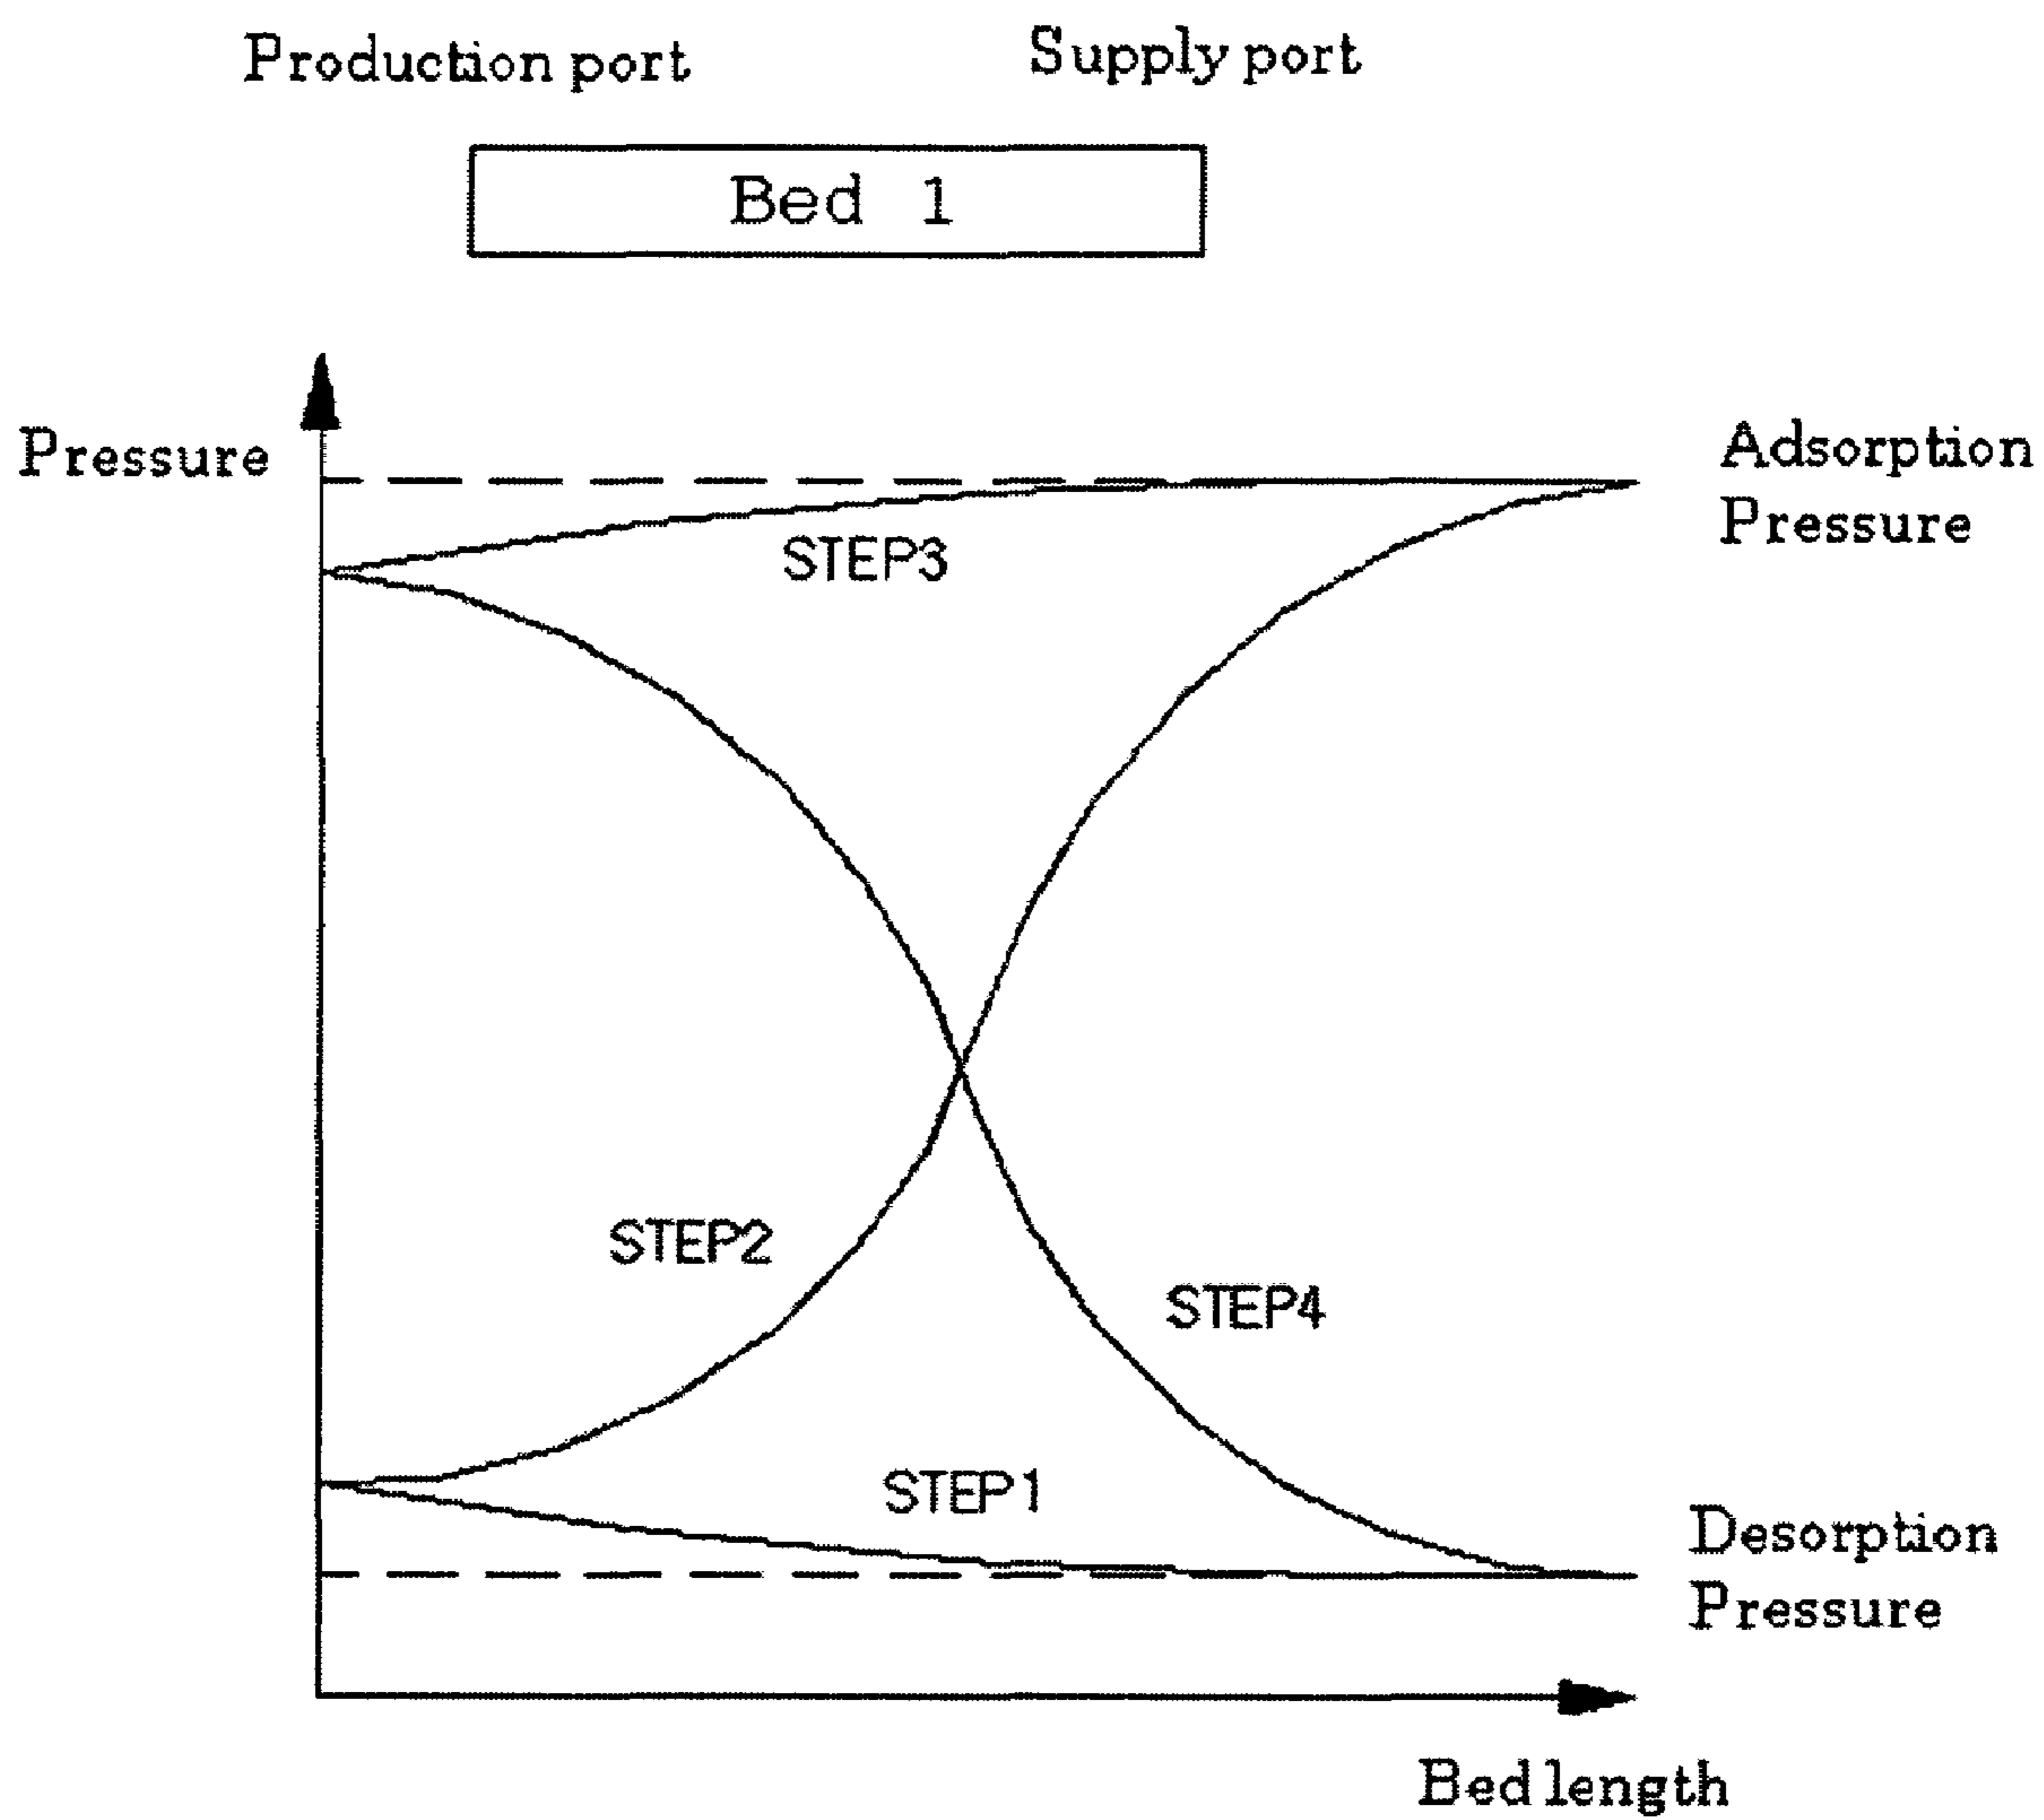 Production port
Supply port
Bed 1
Pressure
Adsorption
Pressure
STEP3
STEP2
STEP4
STEP1
Desorption
Pressure
Bed length